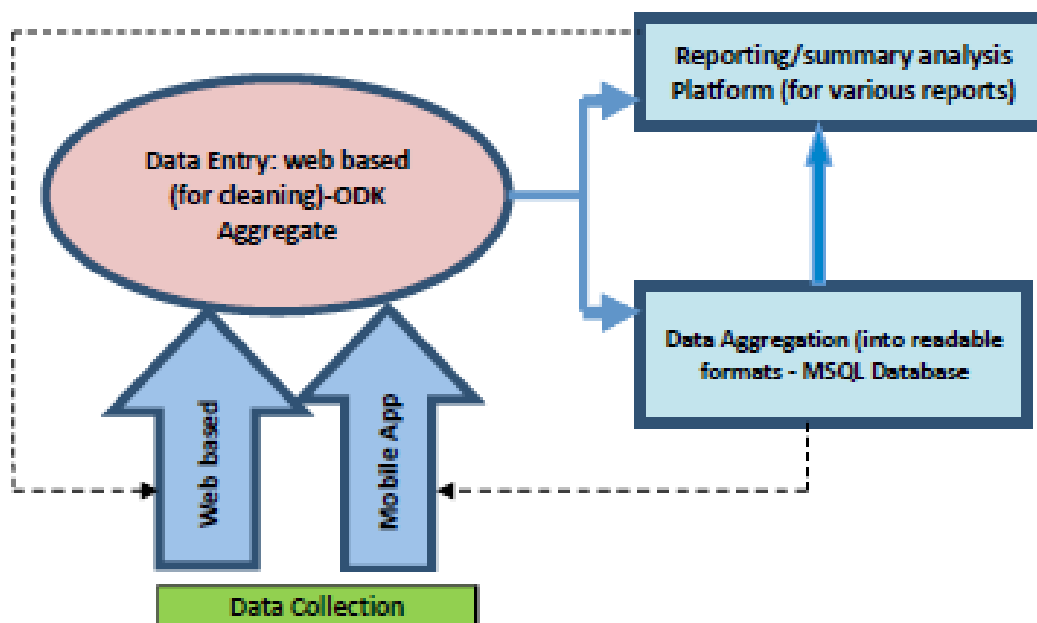 Reporting/summary analysis
Platform (for various reports)
Data Entry: web based
(for cleaning)-ODK
Aggregate
Data Aggregation (into readable
formats - MSQL Database
Web based
Mobile App
Data Collection